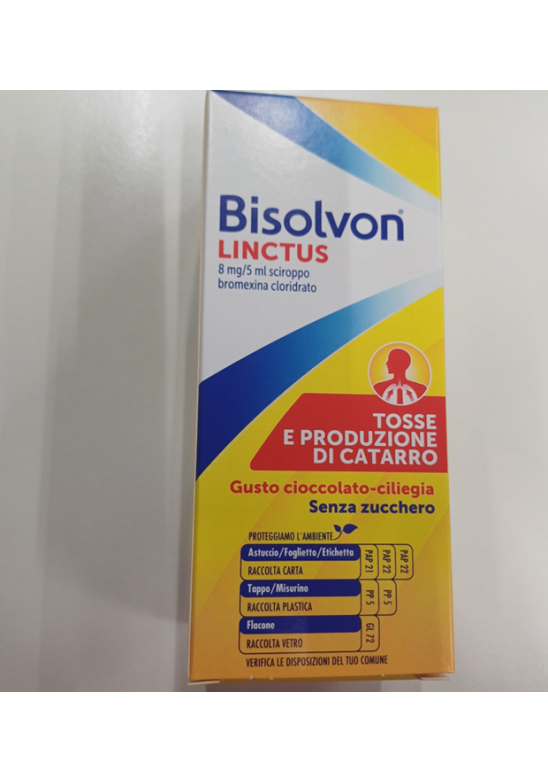 Bisolvon®
LINCTUS
8 mg/5 ml sciroppo
bromexina cloridrato
TOSSE
E PRODUZIONE
DI CATARRO
Gusto cioccolato-ciliegia
Senza zucchero
PROTEGGIAMO L'AMBIENTE
Astuccio/Foglietto/Etichetta
RACCOLTA CARTA
PAP 21
PAP 22
PAP 22
Tappo/Misurino
RACCOLTA PLASTICA
PP 5
PP 5
Flacone
RACCOLTA VETRO
GL 72
VERIFICA LE DISPOSIZIONI DEL TUO COMUNE